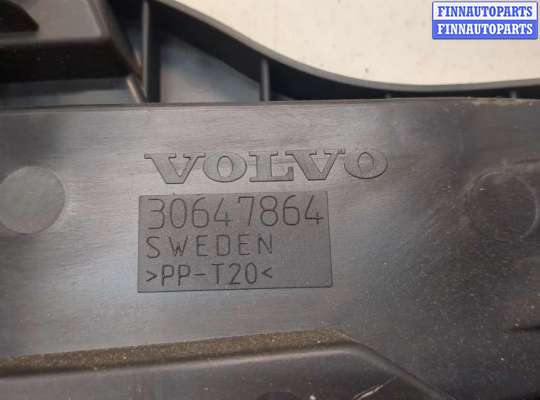 FINNAUTOPARTS
FINNAUTOPARTS
VOLVO
30647864
SWEDEN
>PP-T20<